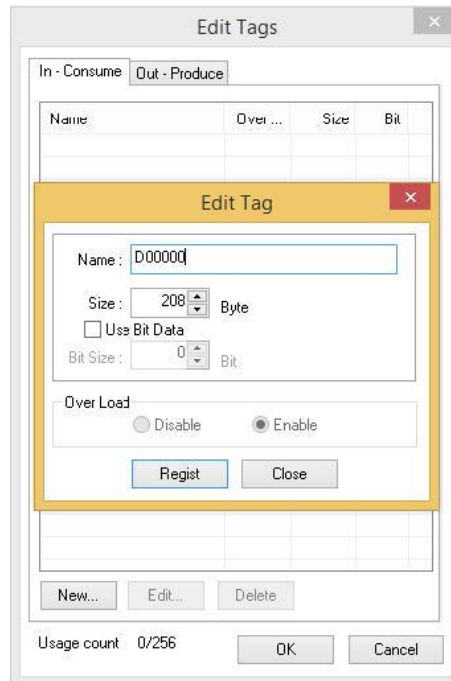 Edit Tags
In - Consume Out - Produce
Name Over ... Size Bit
Edit Tag
Name : D00000
Size : 208 Byte
Use Bit Data
Bit Size : 0 Bit
Over Load
Disable Enable
Regist Close
New... Edit... Delete
Usage count 0/256 OK Cancel